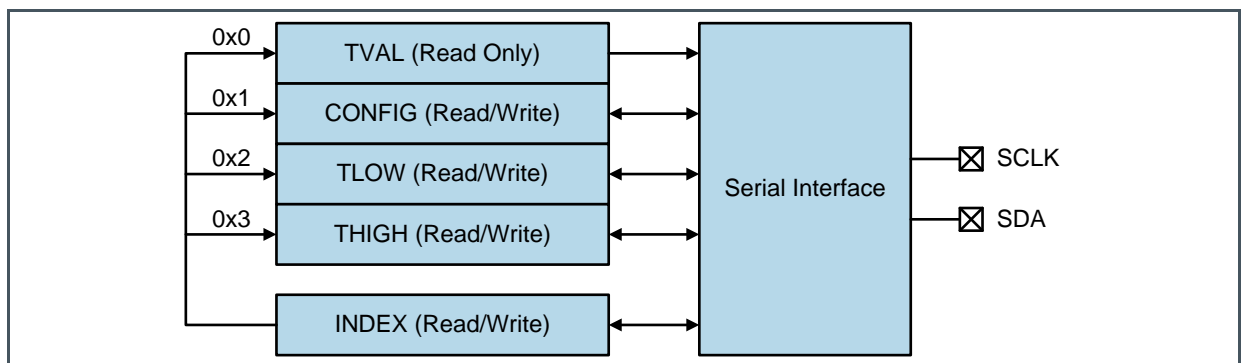 0x0
TVAL (Read Only)
0x1
CONFIG (Read/Write)
0x2
TLOW (Read/Write)
0x3
THIGH (Read/Write)
INDEX (Read/Write)
Serial Interface
SCLK
SDA